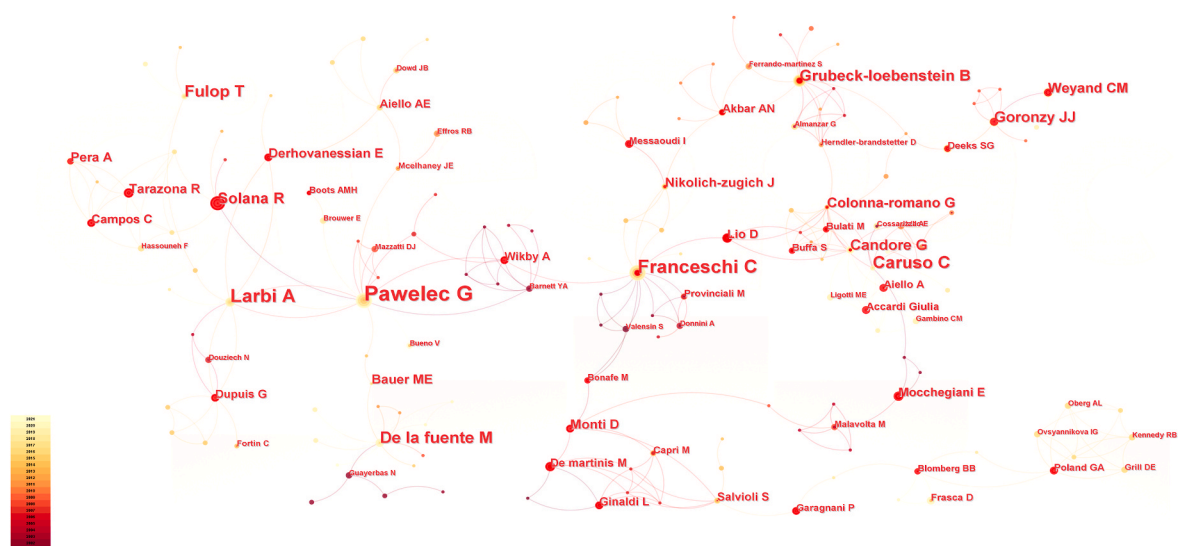 Dowd JB
Ferrando-martinez S
Grubeck-loebenstein B
Fulop T
Aiello AE
Akbar AN
Weyand CM
Goronzy JJ
Almanzar G
Effros RB
Messaoudi I
Herndler-brandstetter D
Deeks SG
Pera A
Derhovanessian E
Mcelhaney JE
Tarazona R
Solana R
Boots AMH
Nikolich-zugich J
Colonna-romano G
Campos C
Brouwer E
Bulati M
Lio D
Hassouneh F
Mazzatti DJ
Buffa S
Candore G
Wikby A
Franceschi C
Caruso C
Barnett YA
Aiello A
Larbi A
Pawelec G
Provinciali M
Ligotti ME
Accardi Giulia
Gambino CM
Valensin S
Donnini A
Bueno V
Douziech N
Bauer ME
Bonafe M
Dupuis G
Mocchegiani E
Oberg AL
Monti D
Malavolta M
Ovsyannikova IG
Kennedy RB
De la fuente M
Fortin C
Capri M
De martinis M
Blomberg BB
Poland GA
Grill DE
Guayerbas N
Ginaldi L
Salvioli S
Frasca D
Garagnani P